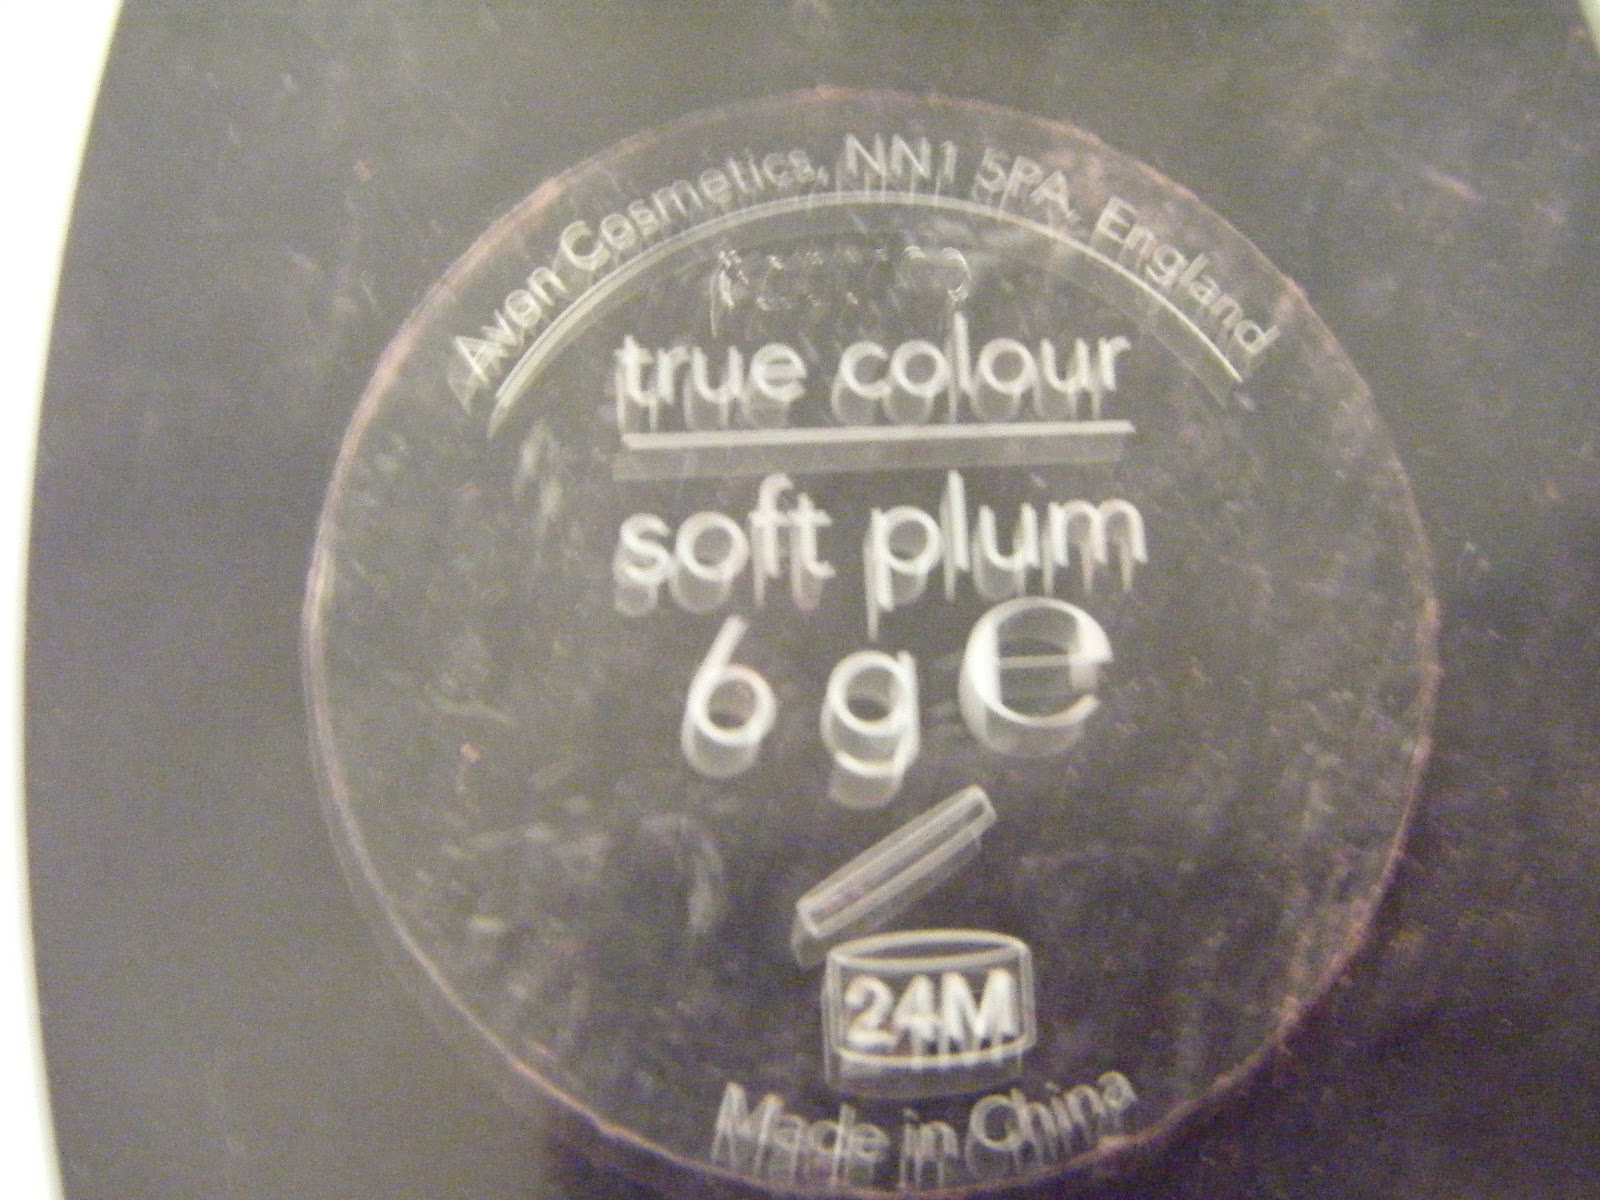 Avon Cosmetics, NN1 5PA, England
true colour
soft plum
6 g e
24M
Made in China